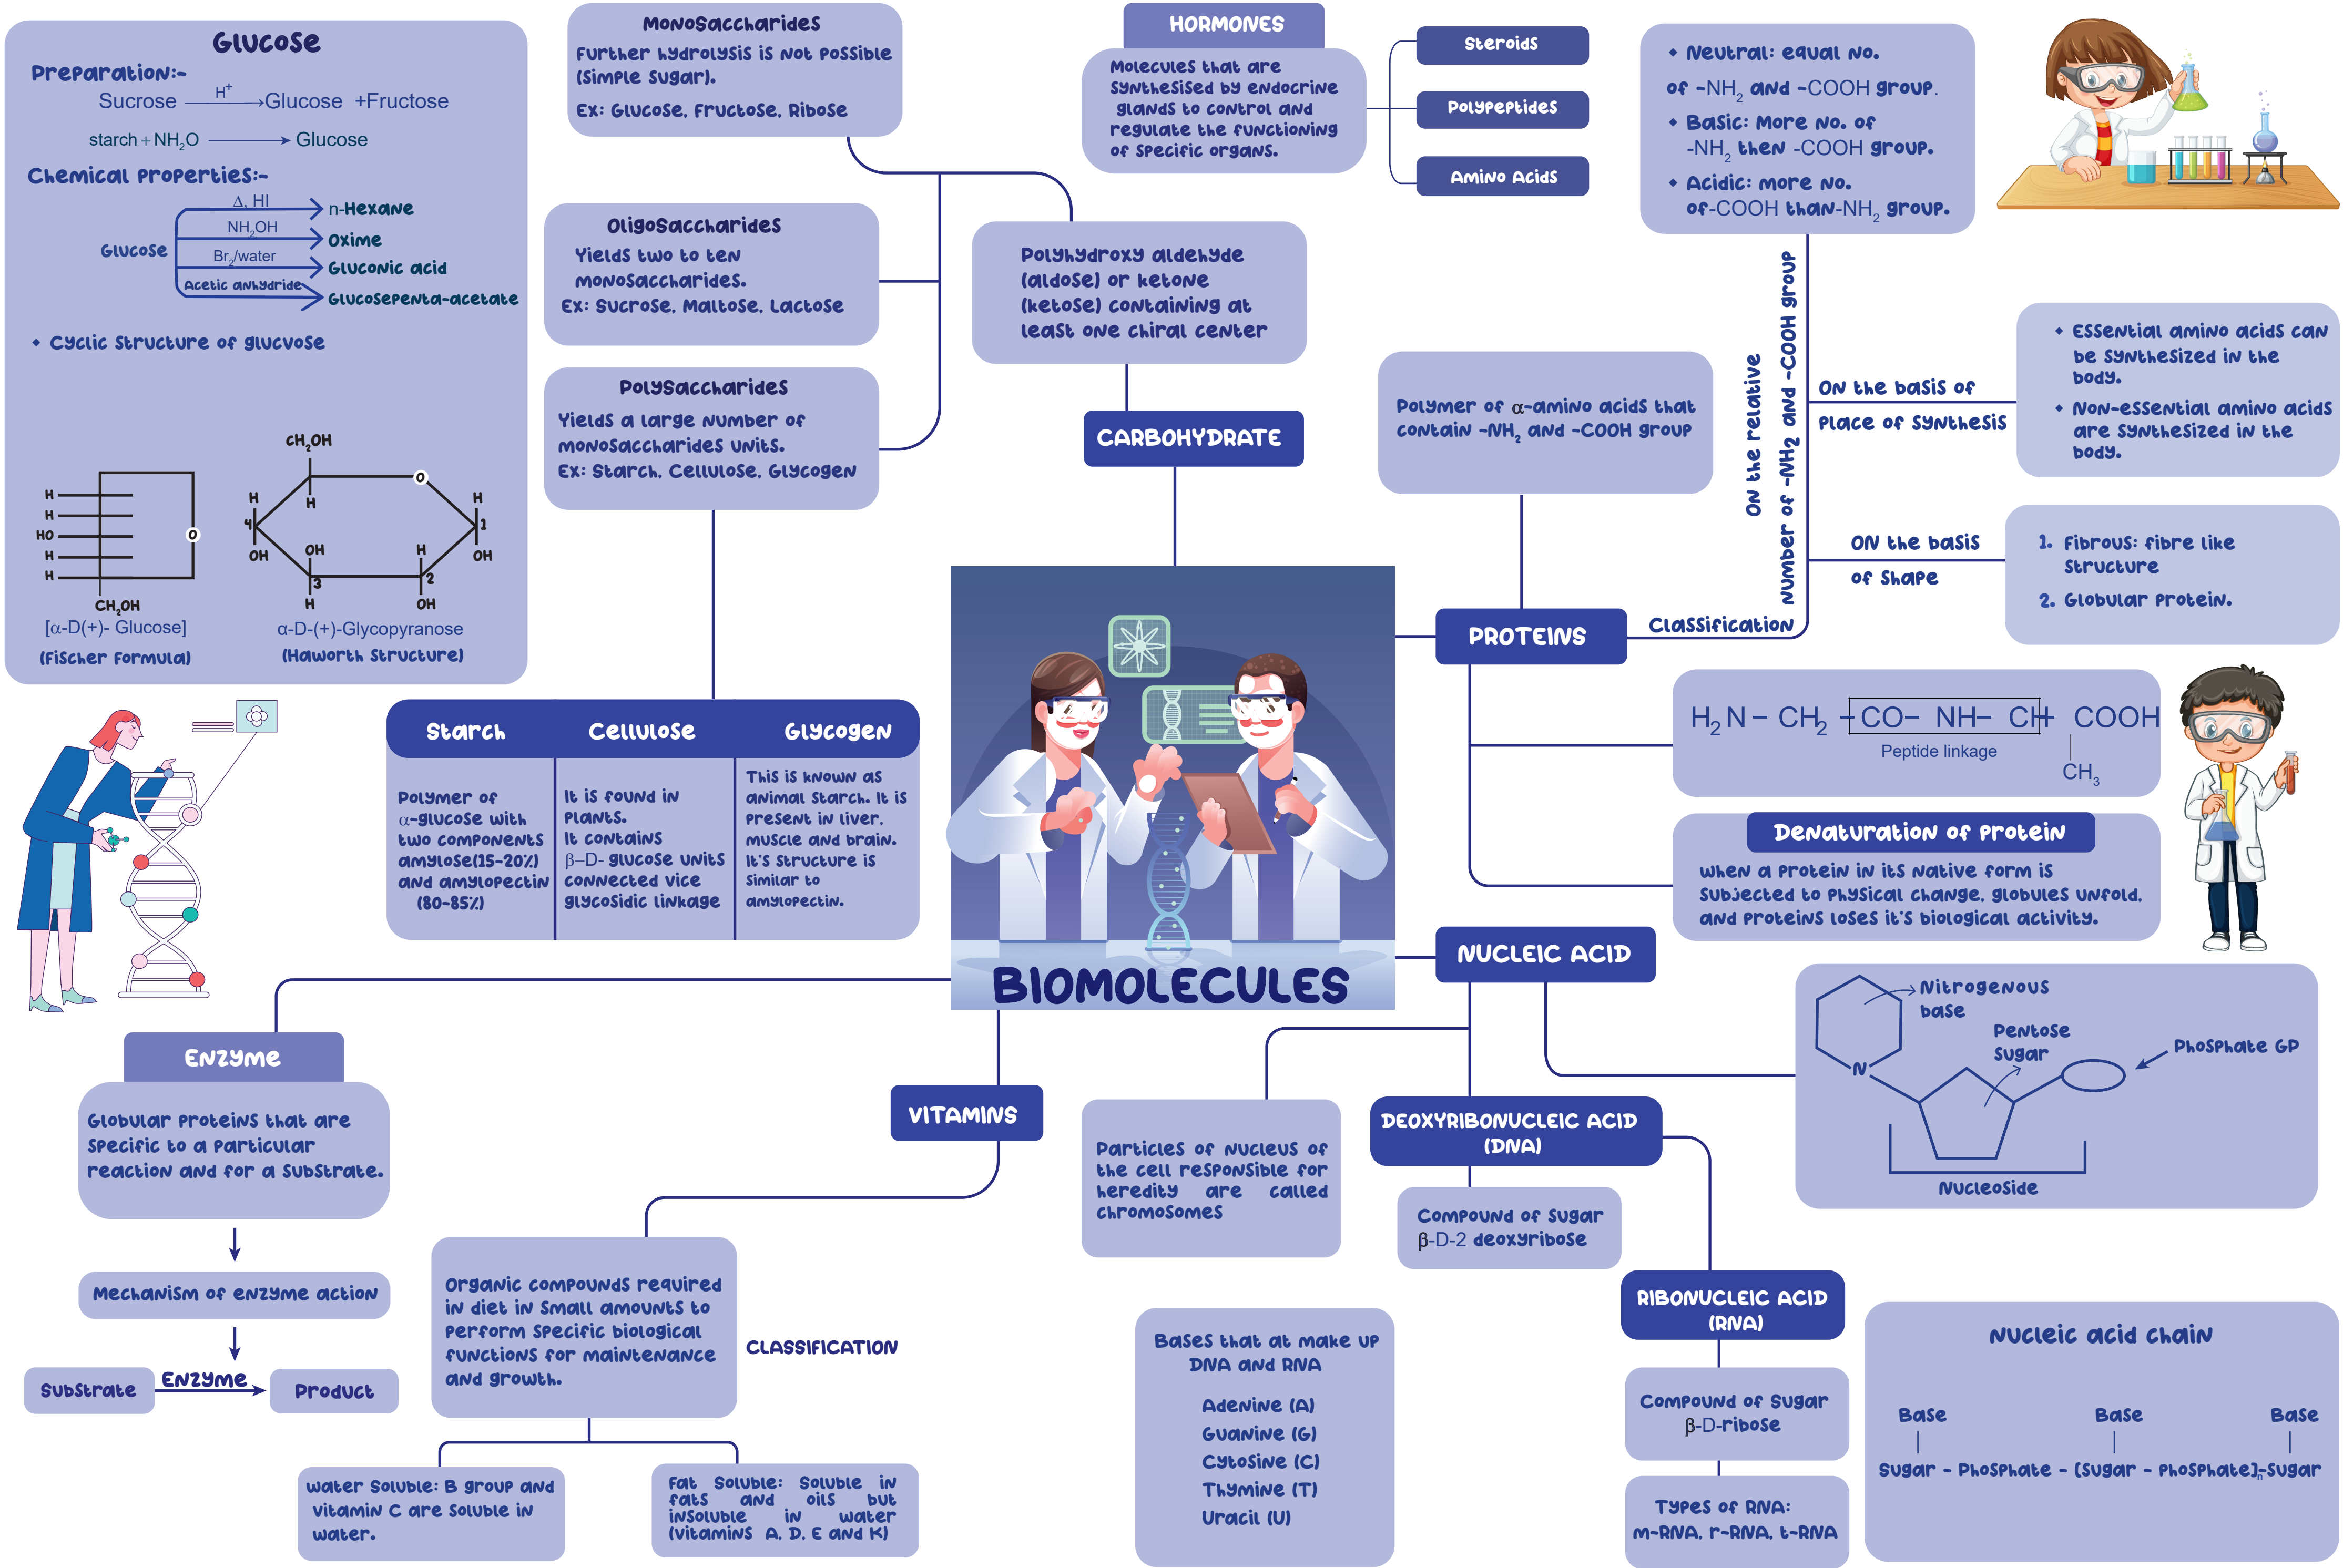 GLUCOSE
Preparation:-
Sucrose H⁺ Glucose +Fructose
starch + NH₂O Glucose
Chemical properties:-
Glucose
Δ, HI n-Hexane
NH₂OH Oxime
Br₂/water Gluconic acid
Acetic anhydride Glucosepenta-acetate
Cyclic structure of glucvose
H
H
HO
H
H
O
CH₂OH
[α-D(+)- Glucose]
(Fischer Formula)
CH₂OH
O
H H H
4 1
OH OH H OH
3 2
H OH
α-D-(+)-Glycopyranose
(Haworth Structure)
Monosaccharides
Further hydrolysis is not possible
(Simple Sugar).
Ex: Glucose, Fructose, Ribose
Oligosaccharides
Yields two to ten
monosaccharides.
Ex: Sucrose, Maltose, Lactose
Polysaccharides
Yields a large number of
monosaccharides units.
Ex: Starch, Cellulose, Glycogen
Polyhydroxy aldehyde
(aldose) or ketone
(ketose) containing at
least one chiral center
CARBOHYDRATE
Starch
Polymer of
α-glucose with
two components
amylose(15-20%)
and amylopectin
(80-85%)
Cellulose
It is found in
plants.
It contains
β–D- glucose units
connected vice
glycosidic linkage
Glycogen
This is known as
animal starch. It is
present in liver,
muscle and brain.
It's structure is
similar to
amylopectin.
HORMONES
Molecules that are
synthesised by endocrine
glands to control and
regulate the functioning
of specific organs.
Steroids
Polypeptides
Amino Acids
Neutral: equal no.
of -NH₂ and -COOH group.
Basic: More no. of
-NH₂ then -COOH group.
Acidic: more no.
of-COOH than-NH₂ group.
On the relative
number of -NH2 and -COOH group
On the basis of
place of synthesis
Essential amino acids can
be synthesized in the
body.
Non-essential amino acids
are synthesized in the
body.
On the basis
of shape
1. Fibrous: fibre like
structure
2. Globular protein.
Polymer of α-amino acids that
contain -NH₂ and -COOH group
PROTEINS
Classification
H₂N – CH₂ – CO– NH– CH COOH
Peptide linkage
CH₃
Denaturation of protein
when a protein in its native form is
subjected to physical change, globules unfold,
and proteins loses it's biological activity.
BIOMOLECULES
NUCLEIC ACID
Nitrogenous
base
Pentose
sugar
Phosphate GP
N
Nucleoside
Particles of nucleus of
the cell responsible for
heredity are called
chromosomes
DEOXYRIBONUCLEIC ACID
(DNA)
Compound of sugar
β-D-2 deoxyribose
RIBONUCLEIC ACID
(RNA)
Compound of Sugar
β-D-ribose
Types of RNA:
m-RNA, r-RNA, t-RNA
Bases that at make up
DNA and RNA
Adenine (A)
Guanine (G)
Cytosine (C)
Thymine (T)
Uracil (U)
Nucleic acid chain
Base Base Base
Sugar - Phosphate - (Sugar - phosphate)ₙ-Sugar
Enzyme
Globular proteins that are
specific to a particular
reaction and for a substrate.
Mechanism of enzyme action
Substrate ENZYME Product
VITAMINS
Organic compounds required
in diet in small amounts to
perform specific biological
functions for maintenance
and growth.
CLASSIFICATION
water soluble: B group and
vitamin C are soluble in
water.
Fat Soluble: Soluble in
fats and oils but
insoluble in water
(vitamins A, D, E and K)